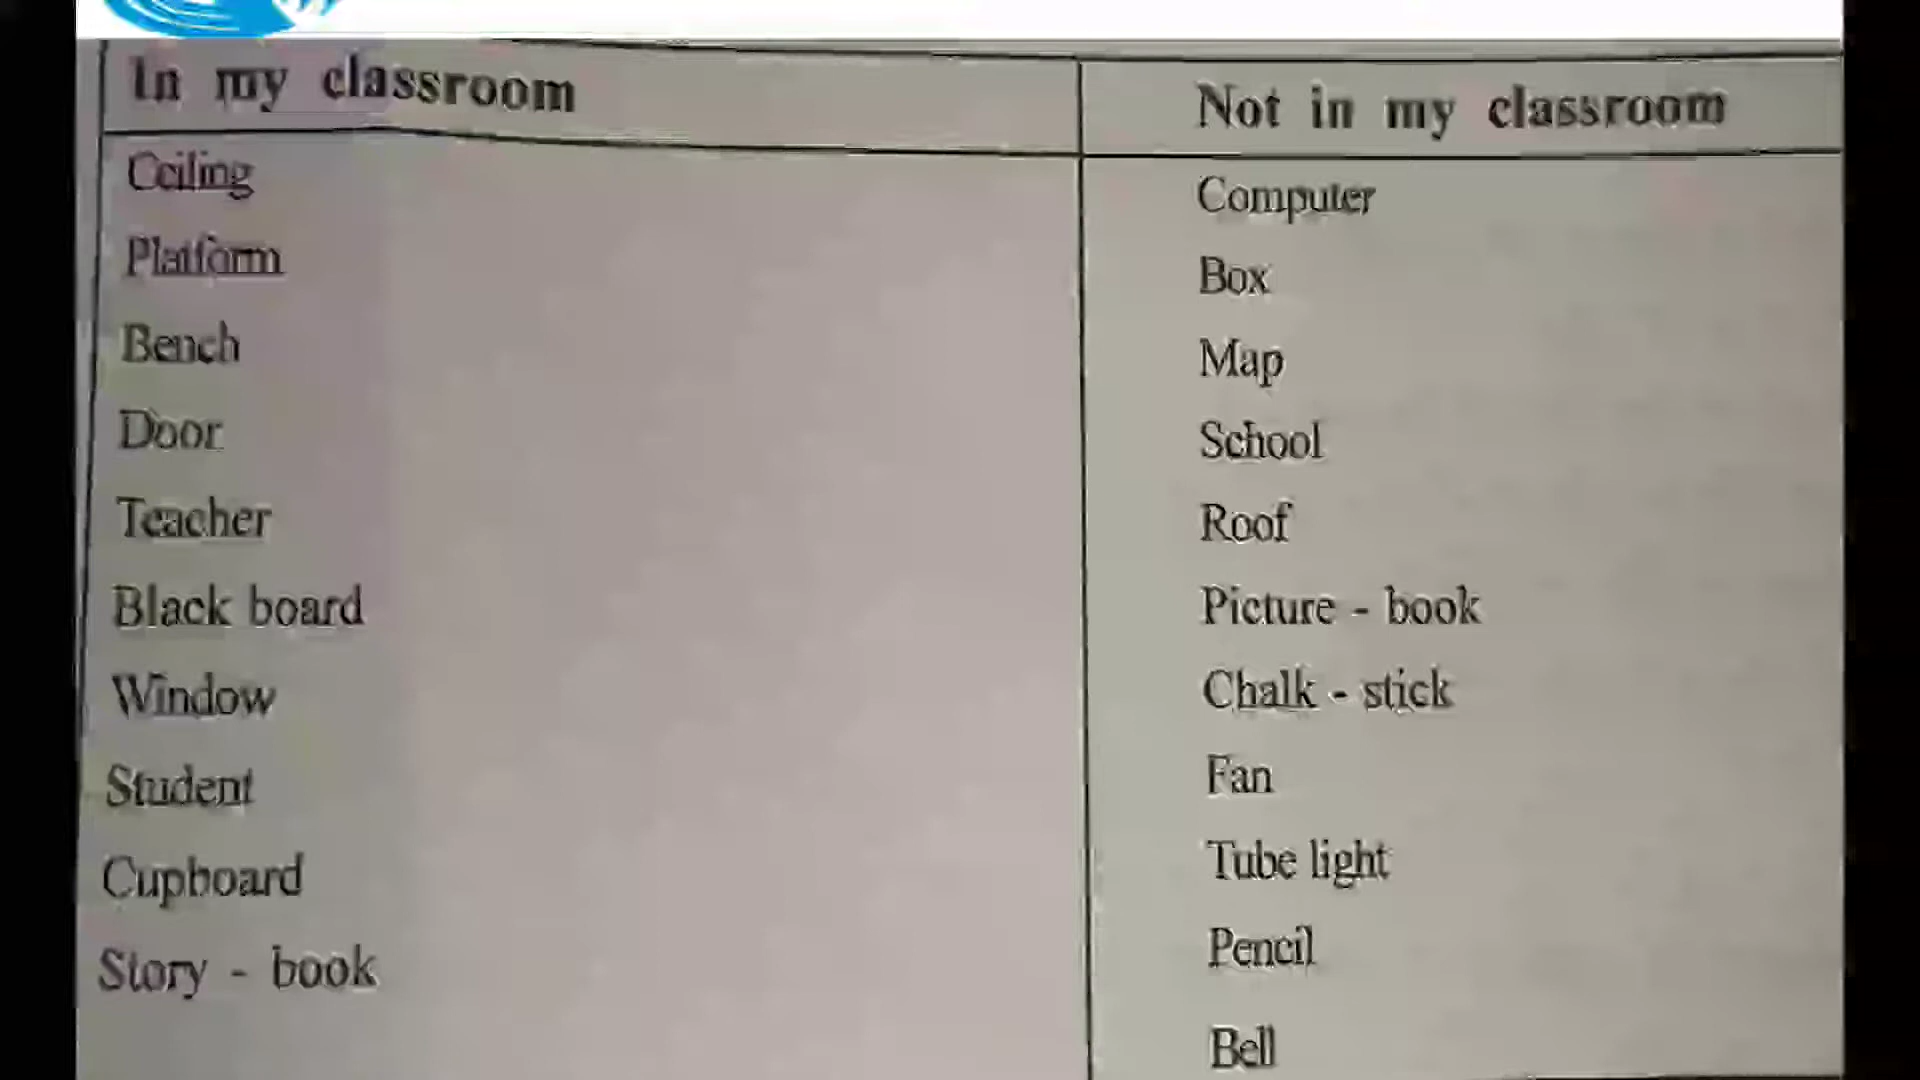 In my classroom
Not in my classroom
Ceiling
Platform
Bench
Door
Teacher
Black board
Window
Student
Cupboard
Story - book
Computer
Box
Map
School
Roof
Picture - book
Chalk - stick
Fan
Tube light
Pencil
Bell